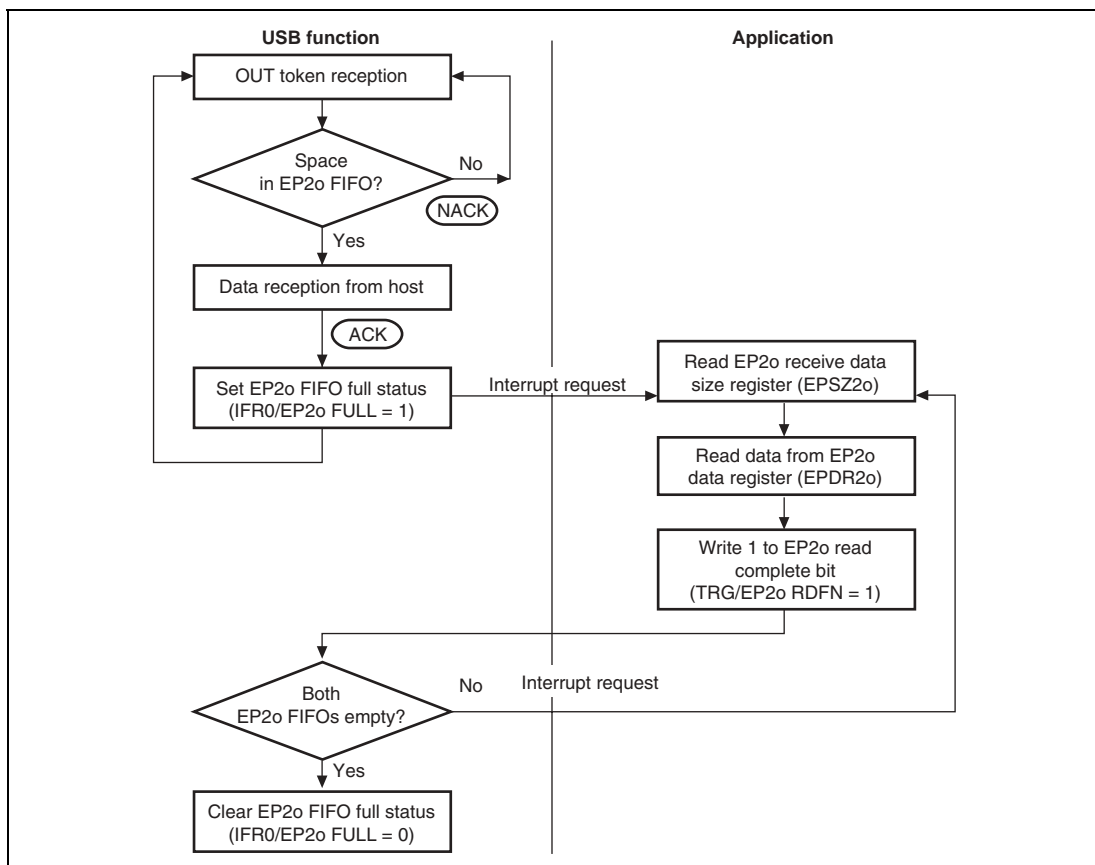 USB function
Application
OUT token reception
Space
in EP2o FIFO?
No
NACK
Yes
Data reception from host
ACK
Set EP2o FIFO full status
(IFR0/EP2o FULL = 1)
Interrupt request
Read EP2o receive data
size register (EPSZ2o)
Read data from EP2o
data register (EPDR2o)
Write 1 to EP2o read
complete bit
(TRG/EP2o RDFN = 1)
Both
EP2o FIFOs empty?
No
Interrupt request
Yes
Clear EP2o FIFO full status
(IFR0/EP2o FULL = 0)